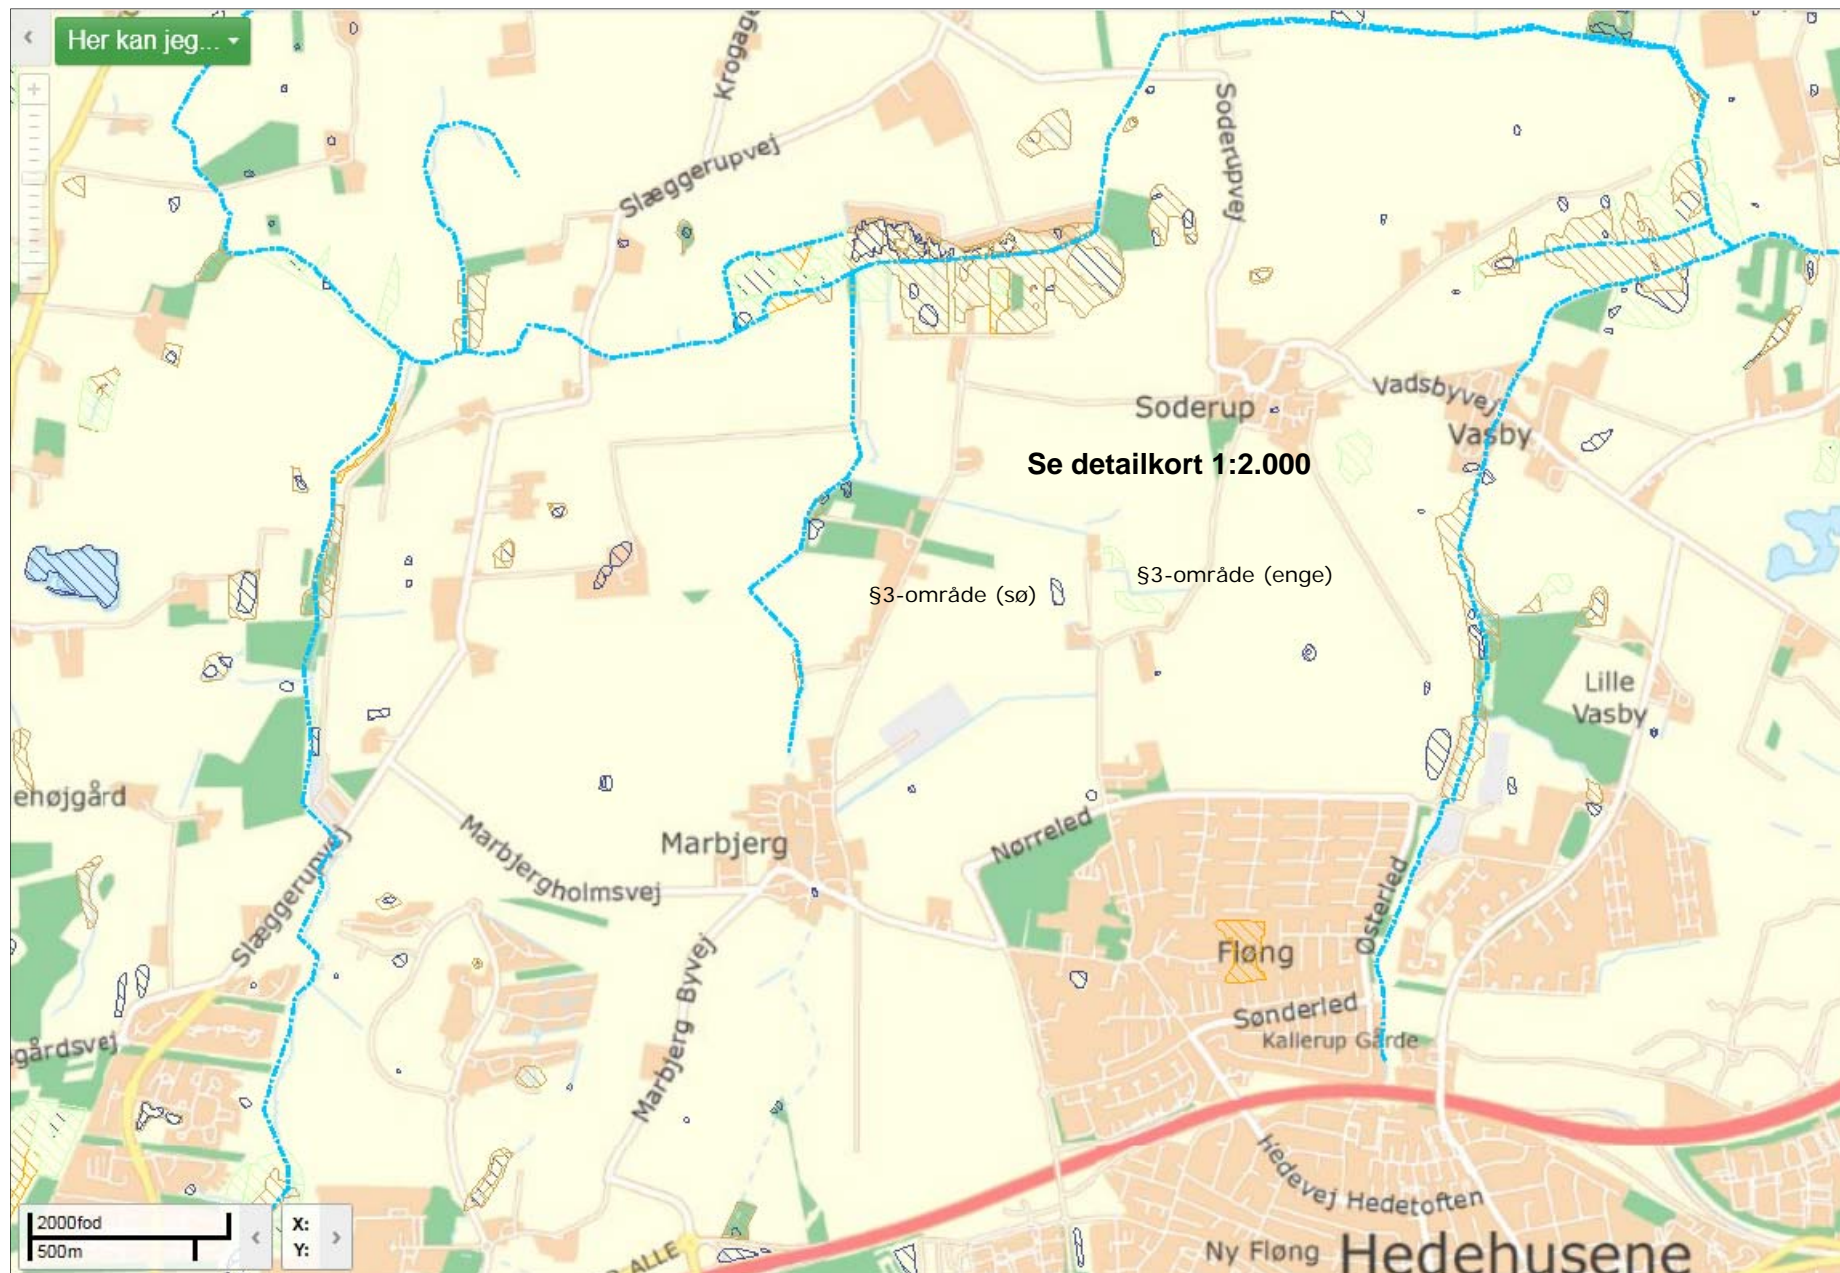 Her kan jeg...
Krogage
Slæggerupvej
Soderupvej
Soderup
Vadsbyvej
Vasby
Se detailkort 1:2.000
§3-område (sø)
§3-område (enge)
Lille
Vasby
enøjgård
Marbjerg
Marbjergholmsvej
Nørreled
Slæggerupvej
Østerled
Fløng
Marbjerg Byvej
Sønderled
Kallerup Gårde
gårdsvej
Hedevej
Hedetoften
2000fod
500m
X:
Y:
ALLE
Ny Fløng
Hedehusene